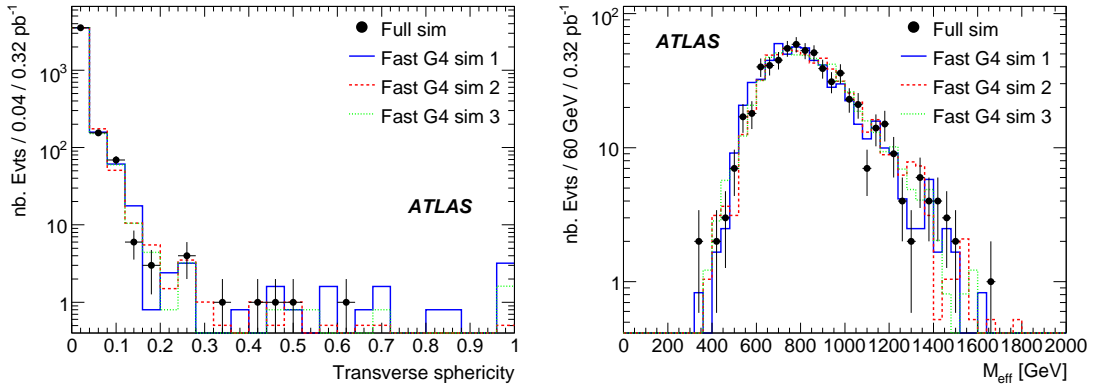 nb. Evts / 0.04 / 0.32 pb⁻¹
10³
10²
10
1
0 0.1 0.2 0.3 0.4 0.5 0.6 0.7 0.8 0.9 1
Transverse sphericity
Full sim
Fast G4 sim 1
Fast G4 sim 2
Fast G4 sim 3
ATLAS
nb. Evts / 60 GeV / 0.32 pb⁻¹
10²
10
1
0 200 400 600 800 1000 1200 1400 1600 1800 2000
M_eff [GeV]
ATLAS
Full sim
Fast G4 sim 1
Fast G4 sim 2
Fast G4 sim 3